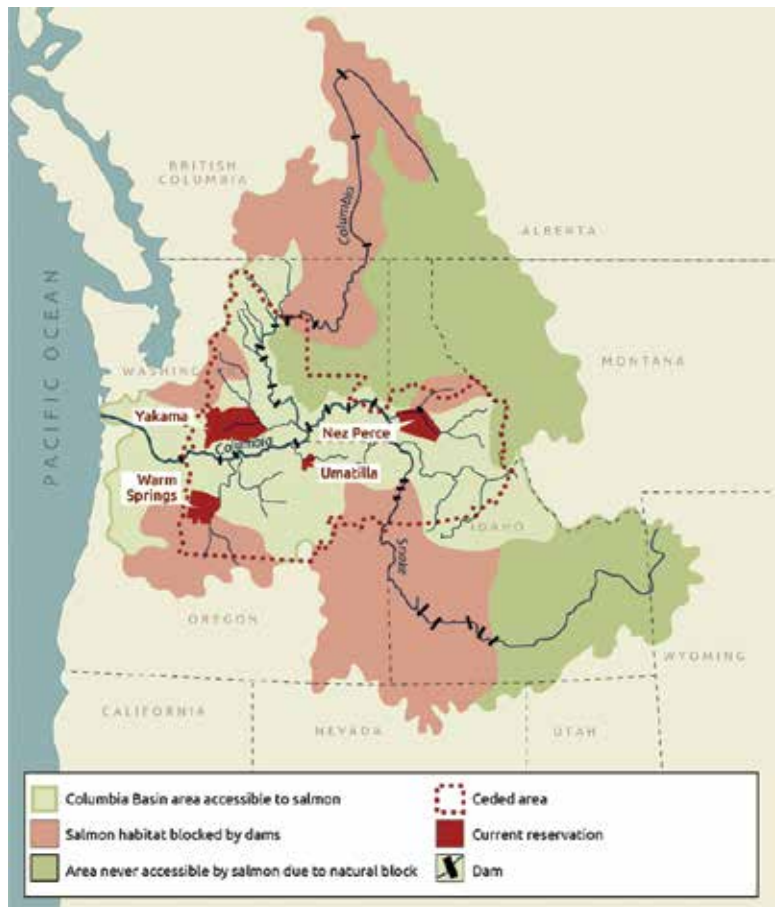 BRITISH
COLUMBIA
Columbia
ALBERTA
PACIFIC OCEAN
MONTANA
WASHINGTON
Yakama
Columbia
Nez Perce
Umatilla
Warm
Springs
IDAHO
Snake
OREGON
WYOMING
CALIFORNIA
NEVADA
UTAH
Columbia Basin area accessible to salmon
Salmon habitat blocked by dams
Area never accessible by salmon due to natural block
Ceded area
Current reservation
Dam